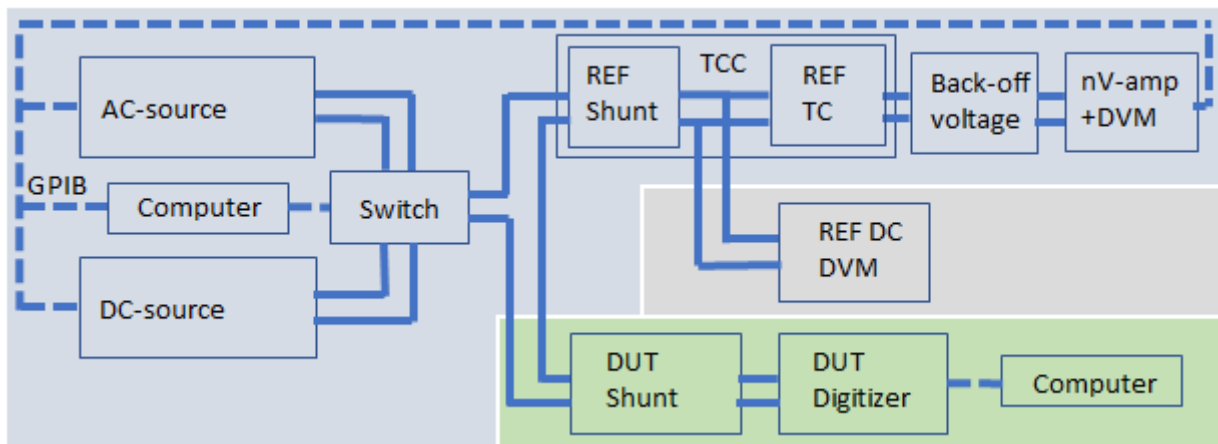 AC-source
GPIB
Computer
DC-source
Switch
REF
Shunt
TCC
REF
TC
Back-off
voltage
nV-amp
+DVM
REF DC
DVM
DUT
Shunt
DUT
Digitizer
Computer